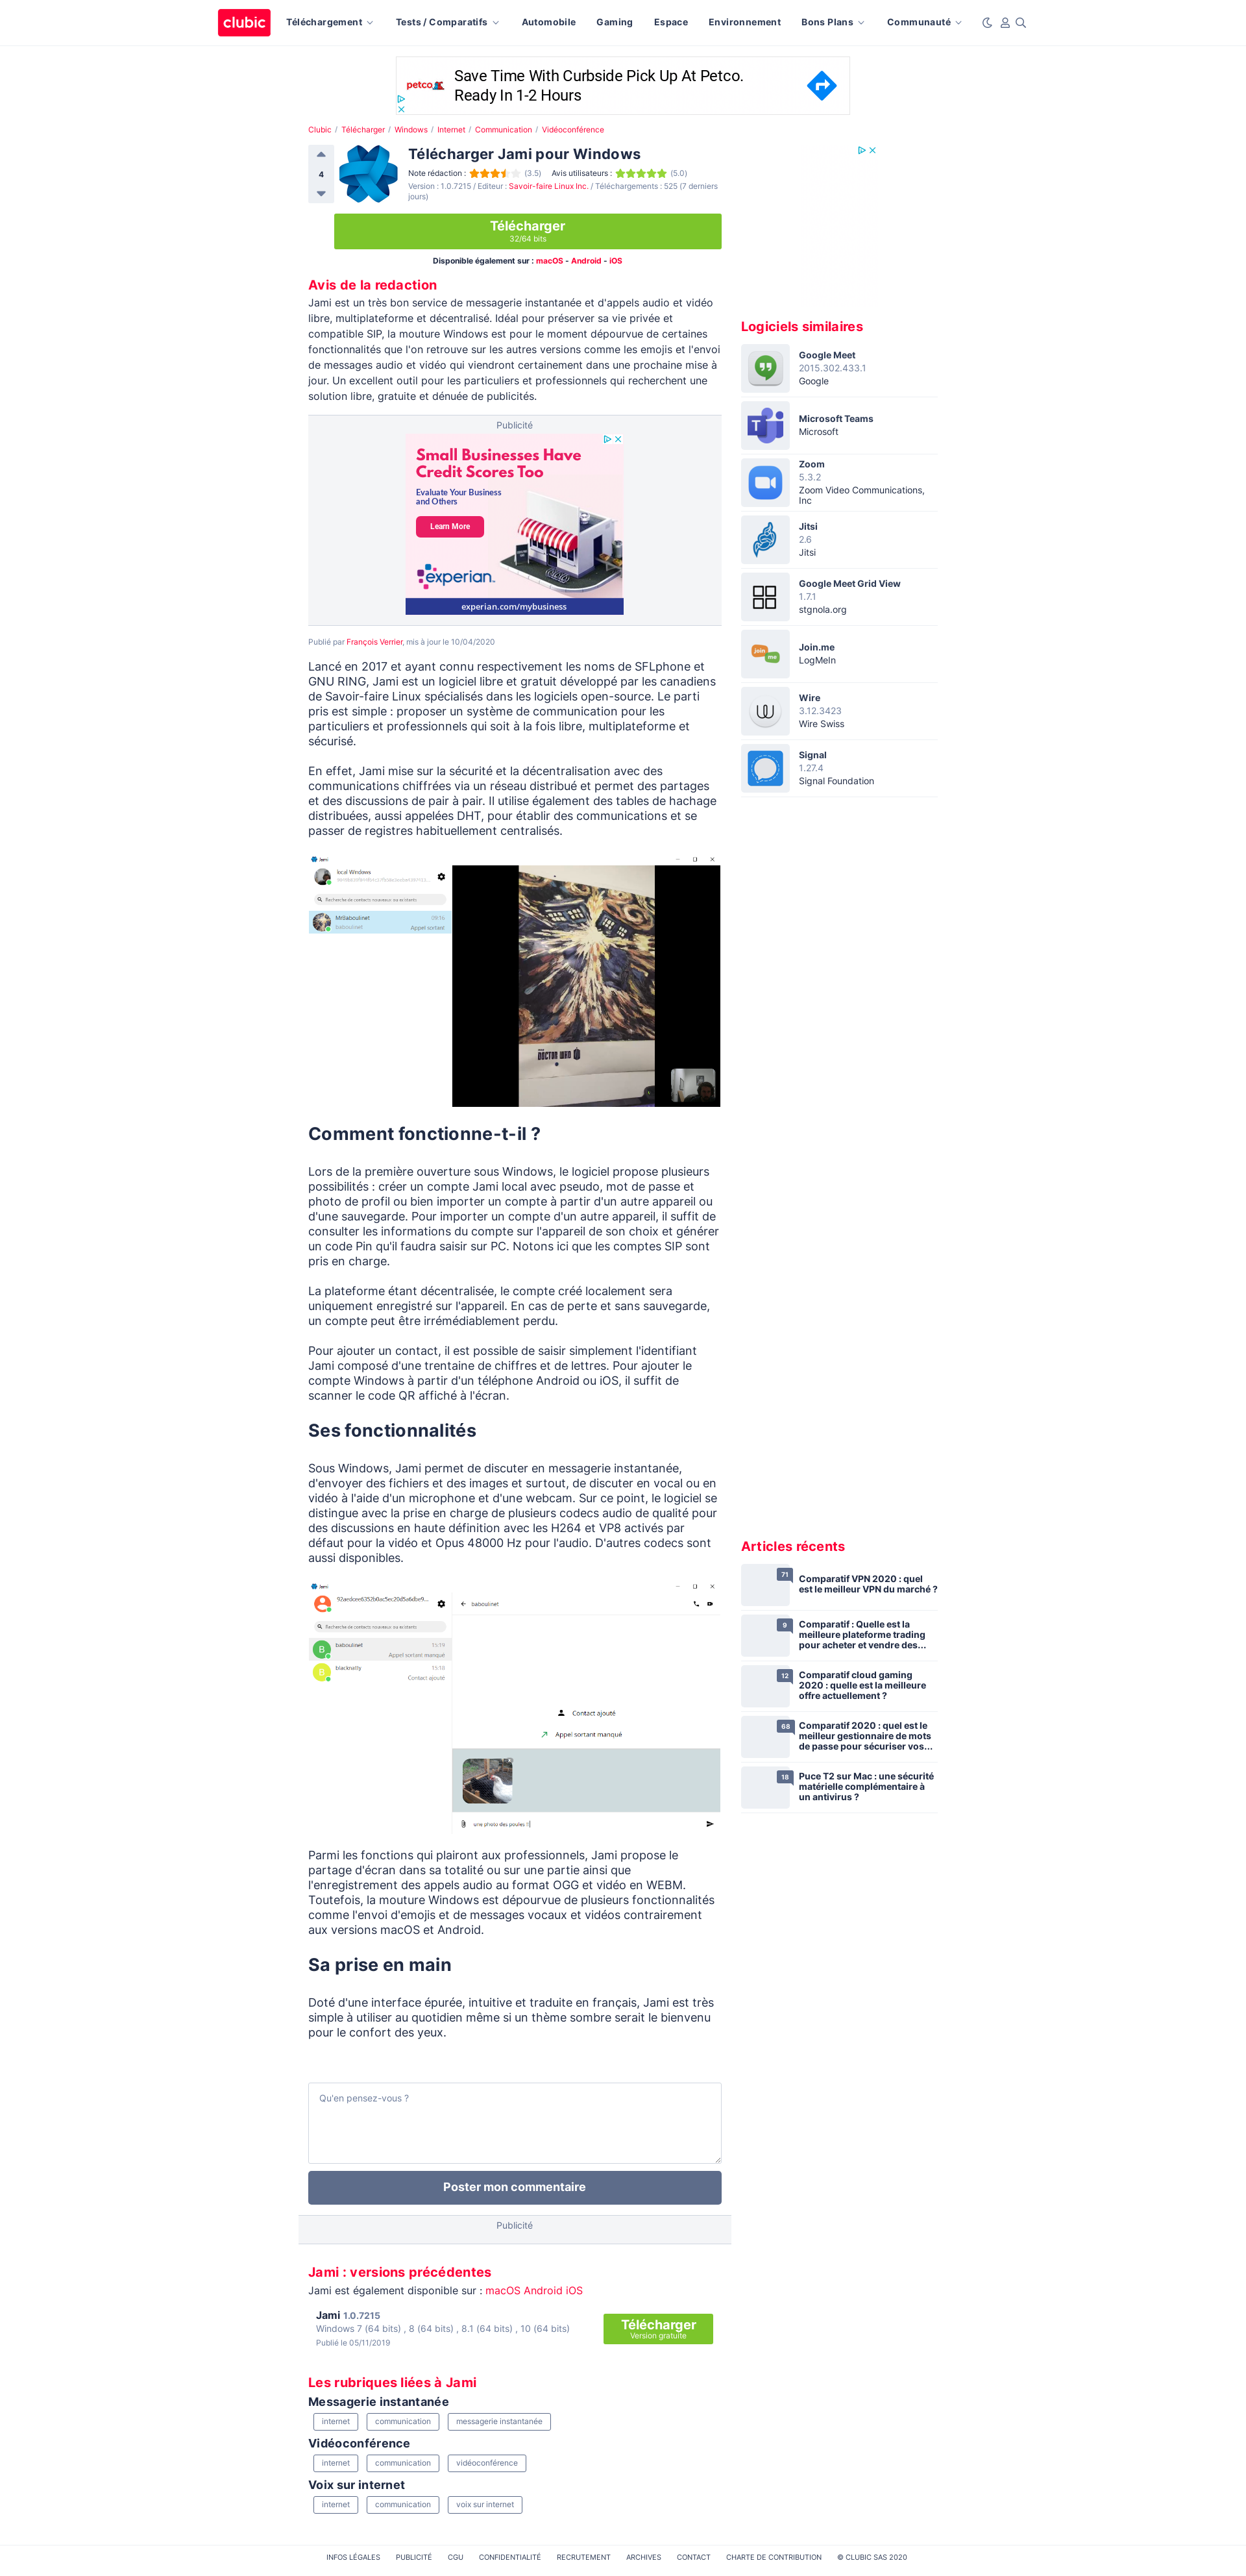 clubic
Téléchargement
Tests / Comparatifs
Automobile
Gaming
Espace
Environnement
Bons Plans
Communauté
petco
Save Time With Curbside Pick Up At Petco.
Ready In 1-2 Hours
Clubic / Télécharger / Windows / Internet / Communication / Vidéoconférence
4
Télécharger Jami pour Windows
Note rédaction : (3.5) Avis utilisateurs : (5.0)
Version : 1.0.7215 / Editeur : Savoir-faire Linux Inc. / Téléchargements : 525 (7 derniers
jours)
Télécharger
32/64 bits
Disponible également sur : macOS - Android - iOS
Avis de la redaction
Jami est un très bon service de messagerie instantanée et d'appels audio et vidéo
libre, multiplateforme et décentralisé. Idéal pour préserver sa vie privée et
compatible SIP, la mouture Windows est pour le moment dépourvue de certaines
fonctionnalités que l'on retrouve sur les autres versions comme les emojis et l'envoi
de messages audio et vidéo qui viendront certainement dans une prochaine mise à
jour. Un excellent outil pour les particuliers et professionnels qui recherchent une
solution libre, gratuite et dénuée de publicités.
Publicité
Small Businesses Have
Credit Scores Too
Evaluate Your Business
and Others
Learn More
experian.
experian.com/mybusiness
Publié par François Verrier, mis à jour le 10/04/2020
Lancé en 2017 et ayant connu respectivement les noms de SFLphone et
GNU RING, Jami est un logiciel libre et gratuit développé par les canadiens
de Savoir-faire Linux spécialisés dans les logiciels open-source. Le parti
pris est simple : proposer un système de communication pour les
particuliers et professionnels qui soit à la fois libre, multiplateforme et
sécurisé.
En effet, Jami mise sur la sécurité et la décentralisation avec des
communications chiffrées via un réseau distribué et permet des partages
et des discussions de pair à pair. Il utilise également des tables de hachage
distribuées, aussi appelées DHT, pour établir des communications et se
passer de registres habituellement centralisés.
Jami
local Windows
Recherche de contacts nouveaux ou existants
Mrllaboulinet 09:16
baboulinet Appel sortant
DOCTOR WHO
Comment fonctionne-t-il ?
Lors de la première ouverture sous Windows, le logiciel propose plusieurs
possibilités : créer un compte Jami local avec pseudo, mot de passe et
photo de profil ou bien importer un compte à partir d'un autre appareil ou
d'une sauvegarde. Pour importer un compte d'un autre appareil, il suffit de
consulter les informations du compte sur l'appareil de son choix et générer
un code Pin qu'il faudra saisir sur PC. Notons ici que les comptes SIP sont
pris en charge.
La plateforme étant décentralisée, le compte créé localement sera
uniquement enregistré sur l'appareil. En cas de perte et sans sauvegarde,
un compte peut être irrémédiablement perdu.
Pour ajouter un contact, il est possible de saisir simplement l'identifiant
Jami composé d'une trentaine de chiffres et de lettres. Pour ajouter le
compte Windows à partir d'un téléphone Android ou iOS, il suffit de
scanner le code QR affiché à l'écran.
Ses fonctionnalités
Sous Windows, Jami permet de discuter en messagerie instantanée,
d'envoyer des fichiers et des images et surtout, de discuter en vocal ou en
vidéo à l'aide d'un microphone et d'une webcam. Sur ce point, le logiciel se
distingue avec la prise en charge de plusieurs codecs audio de qualité pour
des discussions en haute définition avec les H264 et VP8 activés par
défaut pour la vidéo et Opus 48000 Hz pour l'audio. D'autres codecs sont
aussi disponibles.
Jami
baboulinet
Recherche de contacts nouveaux ou existants
B baboulinet 11:19
Appel sortant manqué
B blacknelly 11:18
Contact ajouté
Contact ajouté
Appel sortant manqué
une photo des poules !!
Parmi les fonctions qui plairont aux professionnels, Jami propose le
partage d'écran dans sa totalité ou sur une partie ainsi que
l'enregistrement des appels audio au format OGG et vidéo en WEBM.
Toutefois, la mouture Windows est dépourvue de plusieurs fonctionnalités
comme l'envoi d'emojis et de messages vocaux et vidéos contrairement
aux versions macOS et Android.
Sa prise en main
Doté d'une interface épurée, intuitive et traduite en français, Jami est très
simple à utiliser au quotidien même si un thème sombre serait le bienvenu
pour le confort des yeux.
Qu'en pensez-vous ?
Poster mon commentaire
Publicité
Jami : versions précédentes
Jami est également disponible sur : macOS Android iOS
Jami 1.0.7215
Windows 7 (64 bits) , 8 (64 bits) , 8.1 (64 bits) , 10 (64 bits)
Publié le 05/11/2019
Télécharger
Version gratuite
Les rubriques liées à Jami
Messagerie instantanée
internet communication messagerie instantanée
Vidéoconférence
internet communication vidéoconférence
Voix sur internet
internet communication voix sur internet
Logiciels similaires
Google Meet
2015.302.433.1
Google
Microsoft Teams
Microsoft
Zoom
5.3.2
Zoom Video Communications,
Inc
Jitsi
2.6
Jitsi
Google Meet Grid View
1.7.1
stgnola.org
join
me
Join.me
LogMeIn
Wire
3.12.3423
Wire Swiss
Signal
1.27.4
Signal Foundation
Articles récents
71
Comparatif VPN 2020 : quel
est le meilleur VPN du marché ?
9
Comparatif : Quelle est la
meilleure plateforme trading
pour acheter et vendre des...
12
Comparatif cloud gaming
2020 : quelle est la meilleure
offre actuellement ?
68
Comparatif 2020 : quel est le
meilleur gestionnaire de mots
de passe pour sécuriser vos...
18
Puce T2 sur Mac : une sécurité
matérielle complémentaire à
un antivirus ?
INFOS LÉGALES PUBLICITÉ CGU CONFIDENTIALITÉ RECRUTEMENT ARCHIVES CONTACT CHARTE DE CONTRIBUTION © CLUBIC SAS 2020